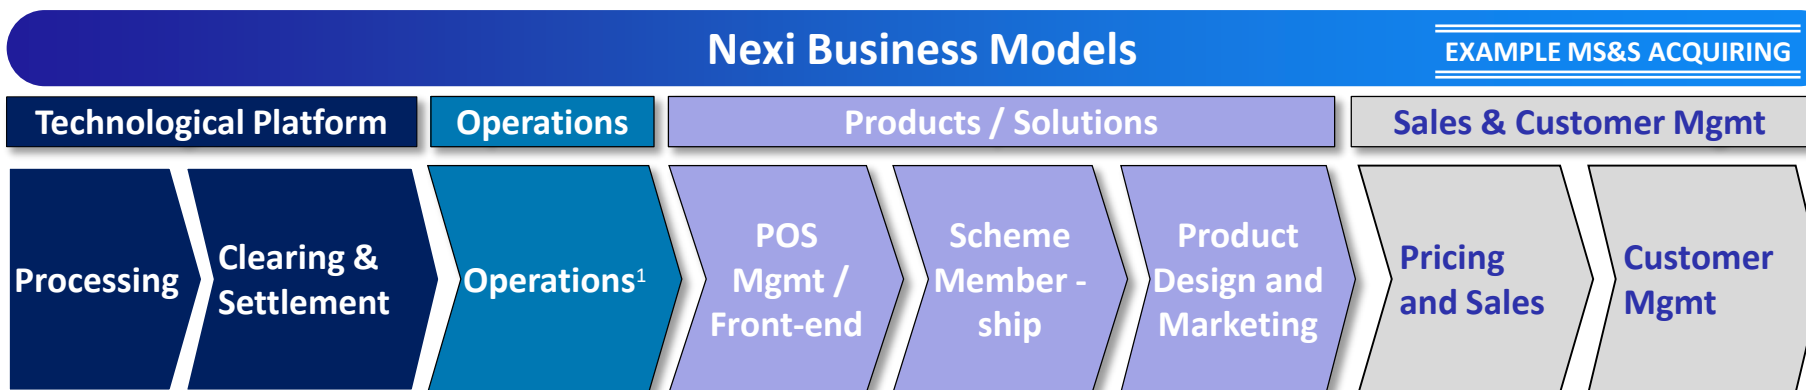 Nexi Business Models
EXAMPLE MS&S ACQUIRING
Technological Platform
Operations
Products / Solutions
Sales & Customer Mgmt
Processing
Clearing &
Settlement
Operations¹
POS
Mgmt /
Front-end
Scheme
Member -
ship
Product
Design and
Marketing
Pricing
and Sales
Customer
Mgmt